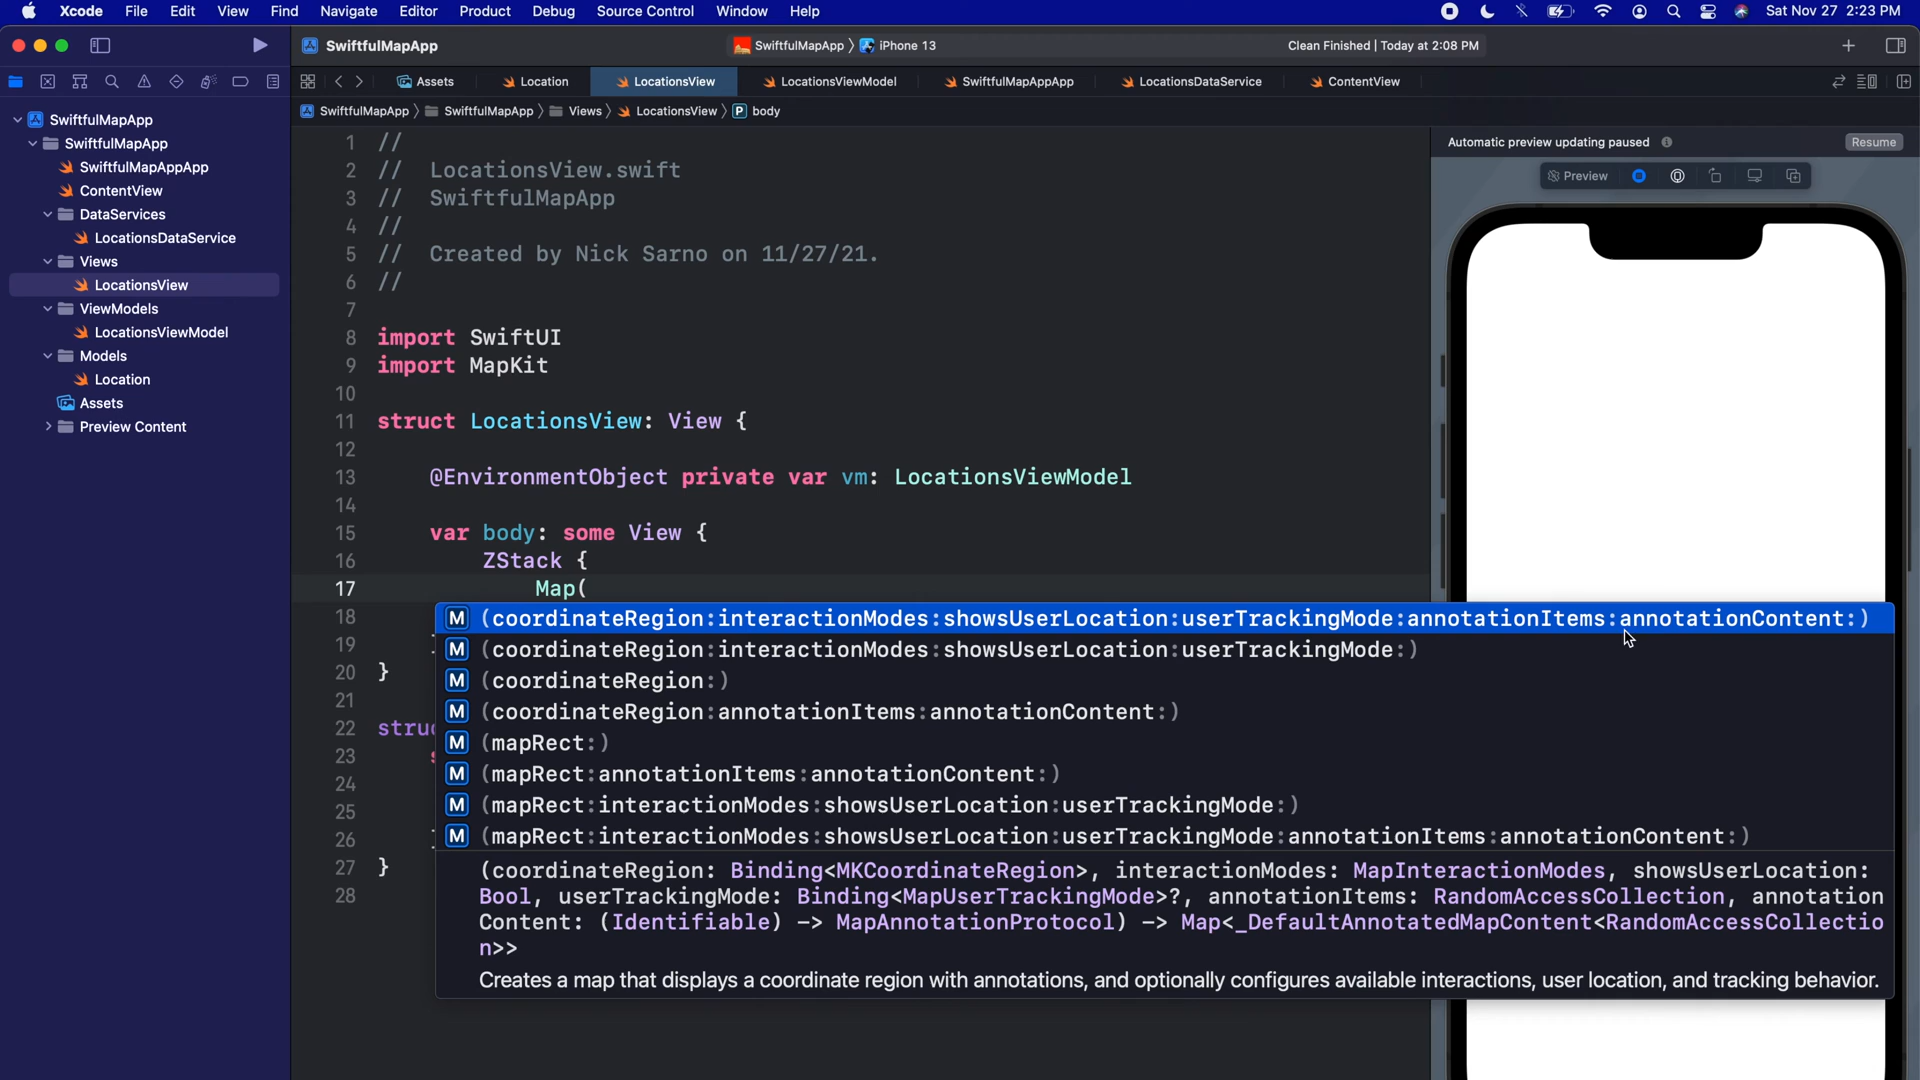 Xcode File Edit View Find Navigate Editor Product Debug Source Control Window Help Sat Nov 27 2:23 PM
SwiftfulMapApp SwiftfulMapApp iPhone 13 Clean Finished | Today at 2:08 PM
Assets Location LocationsView LocationsViewModel SwiftfulMapAppApp LocationsDataService ContentView
SwiftfulMapApp SwiftfulMapApp Views LocationsView P body
SwiftfulMapApp
SwiftfulMapApp
SwiftfulMapAppApp
ContentView
DataServices
LocationsDataService
Views
LocationsView
ViewModels
LocationsViewModel
Models
Location
Assets
Preview Content
1 //
2 // LocationsView.swift
3 // SwiftfulMapApp
4 //
5 // Created by Nick Sarno on 11/27/21.
6 //
7
8 import SwiftUI
9 import MapKit
10
11 struct LocationsView: View {
12
13 @EnvironmentObject private var vm: LocationsViewModel
14
15 var body: some View {
16 ZStack {
17 Map(
18
19
20 }
21
22 struc
23
24
25
26
27 }
28
M (coordinateRegion:interactionModes:showsUserLocation:userTrackingMode:annotationItems:annotationContent:)
M (coordinateRegion:interactionModes:showsUserLocation:userTrackingMode:)
M (coordinateRegion:)
M (coordinateRegion:annotationItems:annotationContent:)
M (mapRect:)
M (mapRect:annotationItems:annotationContent:)
M (mapRect:interactionModes:showsUserLocation:userTrackingMode:)
M (mapRect:interactionModes:showsUserLocation:userTrackingMode:annotationItems:annotationContent:)
(coordinateRegion: Binding<MKCoordinateRegion>, interactionModes: MapInteractionModes, showsUserLocation:
Bool, userTrackingMode: Binding<MapUserTrackingMode>?, annotationItems: RandomAccessCollection, annotation
Content: (Identifiable) -> MapAnnotationProtocol) -> Map<_DefaultAnnotatedMapContent<RandomAccessCollectio
n>>
Creates a map that displays a coordinate region with annotations, and optionally configures available interactions, user location, and tracking behavior.
Automatic preview updating paused Resume
Preview